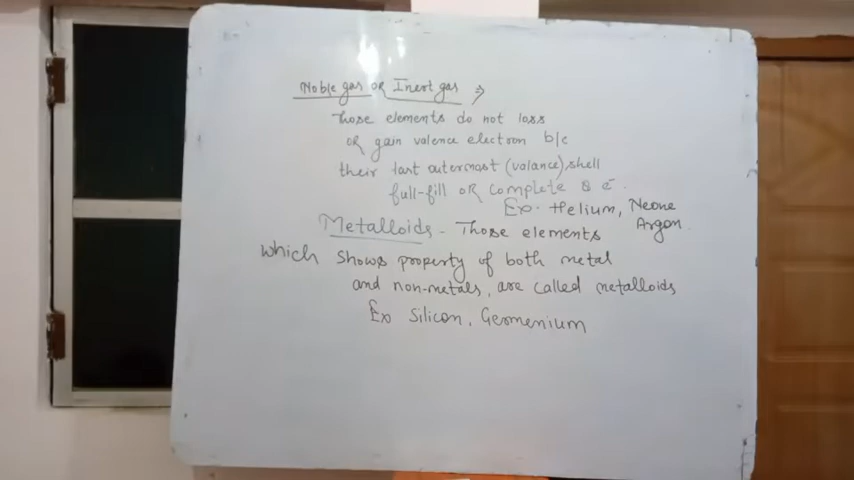 Noble gas or Inert gas →
Those elements do not loss
OR gain valence electron b/c
their last outermost (valance) shell
full-fill OR complete 8 e⁻.
Ex. Helium, Neone
Argon
Metalloids - Those elements
which shows property of both metal
and non-metals, are called metalloids
Ex Silicon, Germenium